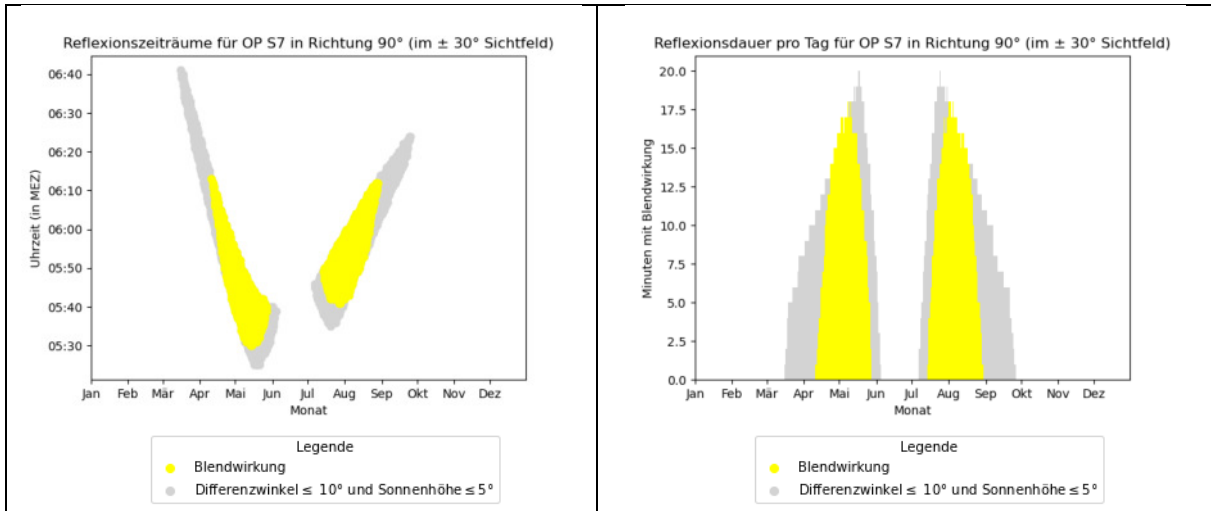 Reflexionszeiträume für OP S7 in Richtung 90° (im ± 30° Sichtfeld)
06:40
06:30
06:20
06:10
06:00
05:50
05:40
05:30
Uhrzeit (in MEZ)
Jan Feb Mär Apr Mai Jun Jul Aug Sep Okt Nov Dez
Monat
Legende
Blendwirkung
Differenzwinkel ≤ 10° und Sonnenhöhe ≤ 5°
Reflexionsdauer pro Tag für OP S7 in Richtung 90° (im ± 30° Sichtfeld)
20.0
17.5
15.0
12.5
10.0
7.5
5.0
2.5
0.0
Minuten mit Blendwirkung
Jan Feb Mär Apr Mai Jun Jul Aug Sep Okt Nov Dez
Monat
Legende
Blendwirkung
Differenzwinkel ≤ 10° und Sonnenhöhe ≤ 5°